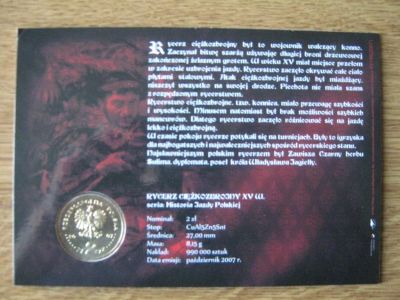 Rycerz ciężkozbrojny był to wojownik walczący konno.
Zaczynał bitwę szarżą używając długiej broni drzewcowej
zakończonej żelaznym grotem. W wieku XV miał miejsce przełom
w zakresie uzbrojenia jazdy. Rycerstwo zaczęło okrywać całe ciało
płytami stalowymi. Atak ciężkozbrojnej jazdy był miażdżący,
niszczył wszystko na swojej drodze. Piechota nie miała szans
z rozpędzonym rycerstwem.
Rycerstwo ciężkozbrojne, tzw. konnica, miało przewagę szybkości
i wysokości. Minusem natomiast był brak możliwości szybkich
manewrów. Dlatego rycerstwo zaczęło różnicować się na jazdę
lekko i ciężkozbrojną.
W czasie pokoju rycerze potykali się na turniejach. Były to igrzyska
dla najbogatszych i najwaleczniejszych spośród rycerskiego stanu.
Najsławniejszym polskim rycerzem był Zawisza Czarny herbu
Sulima, dyplomata, poseł króla Władysława Jagiełły.
RYCERZ CIĘŻKOZBROJNY XV W.
seria: Historia Jazdy Polskiej
Nominał: 2 zł
Stop: CuAl5Zn5Sn1
Średnica: 27,00 mm
Masa: 8,15 g
Nakład: 990 000 sztuk
Data emisji: październik 2007 r.